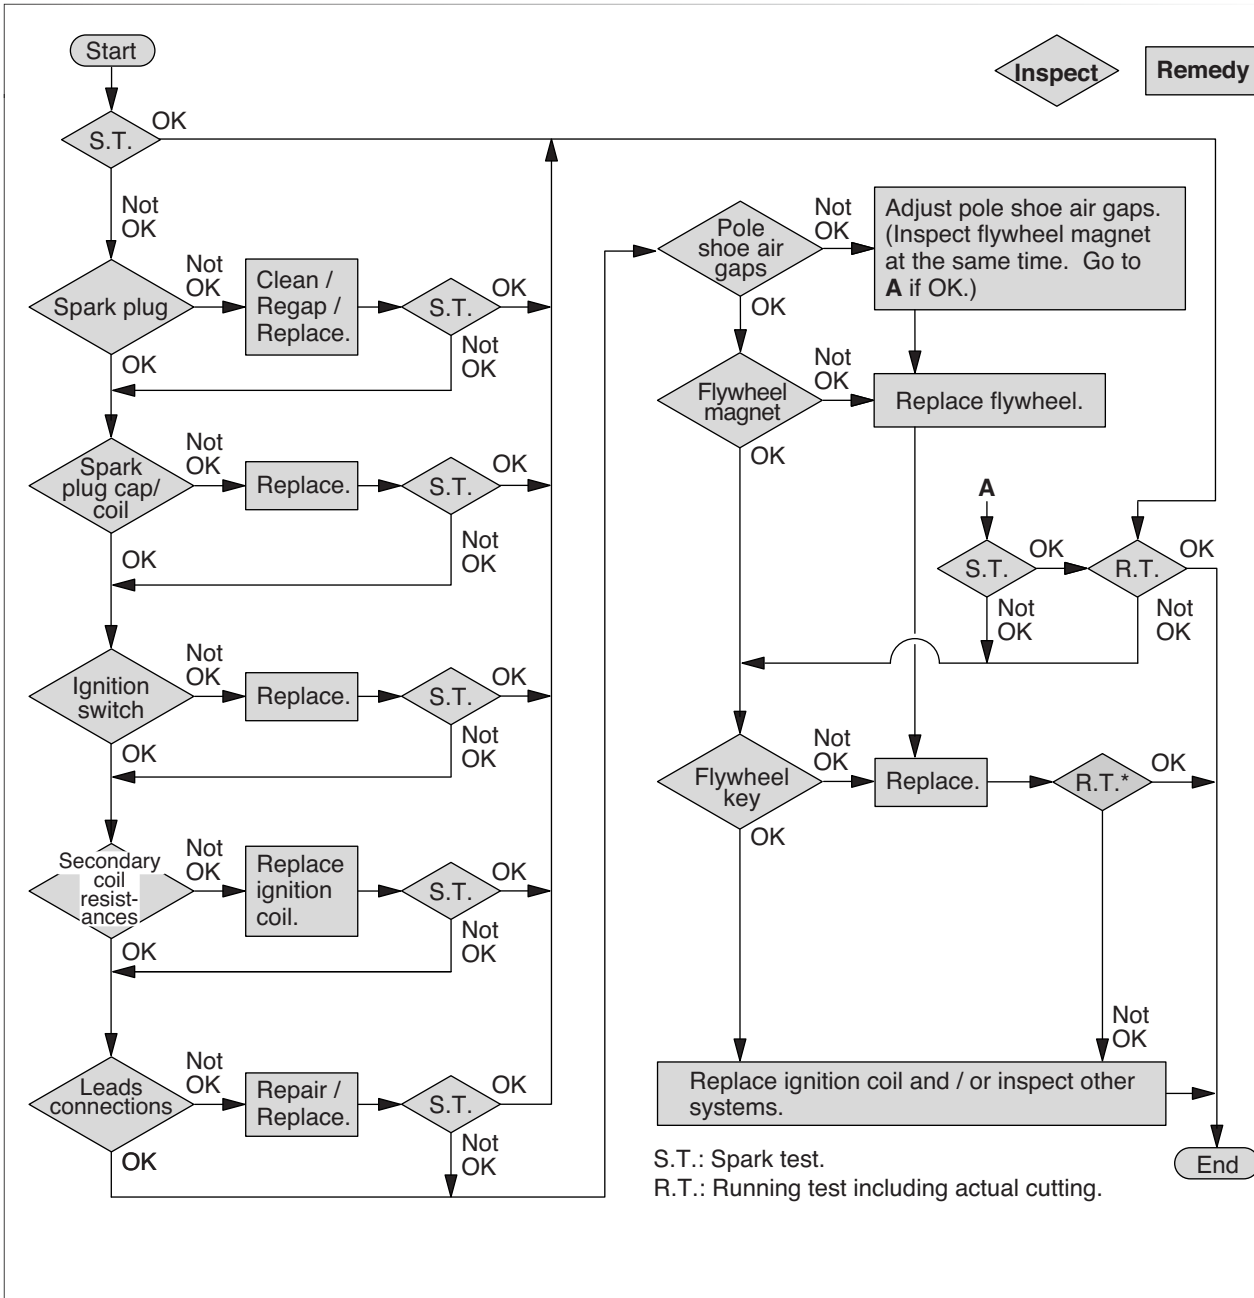 Start
Inspect
Remedy
S.T.
OK
Not
OK
Spark plug
Not
OK
Clean /
Regap /
Replace.
S.T.
OK
Not
OK
OK
Spark
plug cap/
coil
Not
OK
Replace.
S.T.
OK
Not
OK
OK
Ignition
switch
Not
OK
Replace.
S.T.
OK
Not
OK
OK
Secondary
coil
resist-
ances
Not
OK
Replace
ignition
coil.
S.T.
OK
Not
OK
OK
Leads
connections
Not
OK
Repair /
Replace.
S.T.
OK
Not
OK
OK
Pole
shoe air
gaps
Not
OK
Adjust pole shoe air gaps.
(Inspect flywheel magnet
at the same time. Go to
A if OK.)
OK
Flywheel
magnet
Not
OK
Replace flywheel.
OK
A
S.T.
OK
R.T.
OK
Not
OK
Not
OK
Flywheel
key
Not
OK
Replace.
R.T.*
OK
OK
Not
OK
Replace ignition coil and / or inspect other
systems.
End
S.T.: Spark test.
R.T.: Running test including actual cutting.